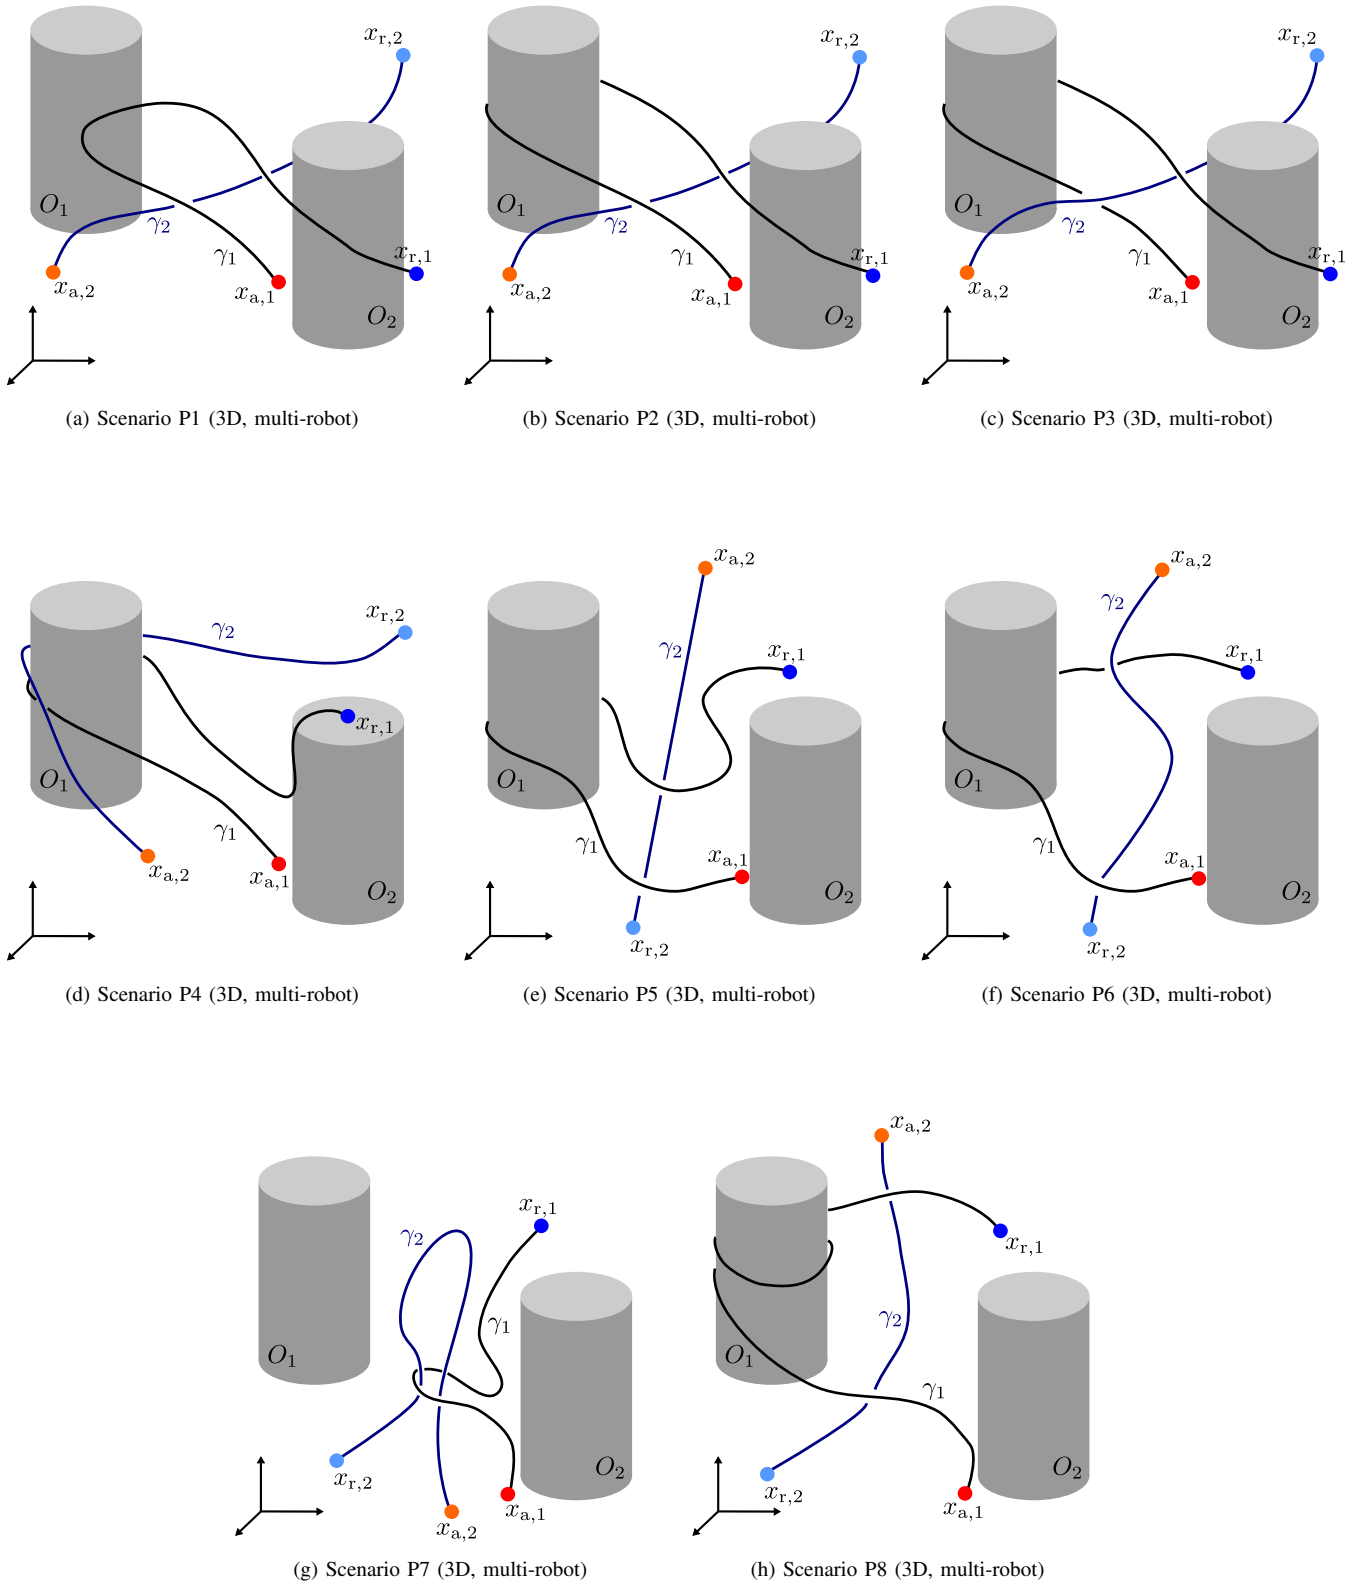 x_{r,2} x_{r,2} x_{r,2}
O_1 γ_2 γ_1 x_{r,1} O_1 γ_2 γ_1 x_{r,1} O_1 γ_2 γ_1 x_{r,1}
x_{a,2} x_{a,1} O_2 x_{a,2} x_{a,1} O_2 x_{a,2} x_{a,1} O_2
(a) Scenario P1 (3D, multi-robot) (b) Scenario P2 (3D, multi-robot) (c) Scenario P3 (3D, multi-robot)
x_{a,2} x_{a,2}
x_{r,2} γ_2 γ_2 γ_2
x_{r,1} x_{r,1} x_{r,1}
O_1 O_1 O_1
γ_1 γ_1 γ_1
x_{a,2} x_{a,1} O_2 x_{a,1} O_2 x_{a,1} O_2
x_{r,2} x_{r,2}
(d) Scenario P4 (3D, multi-robot) (e) Scenario P5 (3D, multi-robot) (f) Scenario P6 (3D, multi-robot)
x_{a,2}
x_{r,1}
γ_2 x_{r,1}
γ_1 γ_2
O_1 O_1
γ_1
x_{r,2} O_2 x_{r,2} O_2
x_{a,1} x_{a,1}
x_{a,2}
(g) Scenario P7 (3D, multi-robot) (h) Scenario P8 (3D, multi-robot)